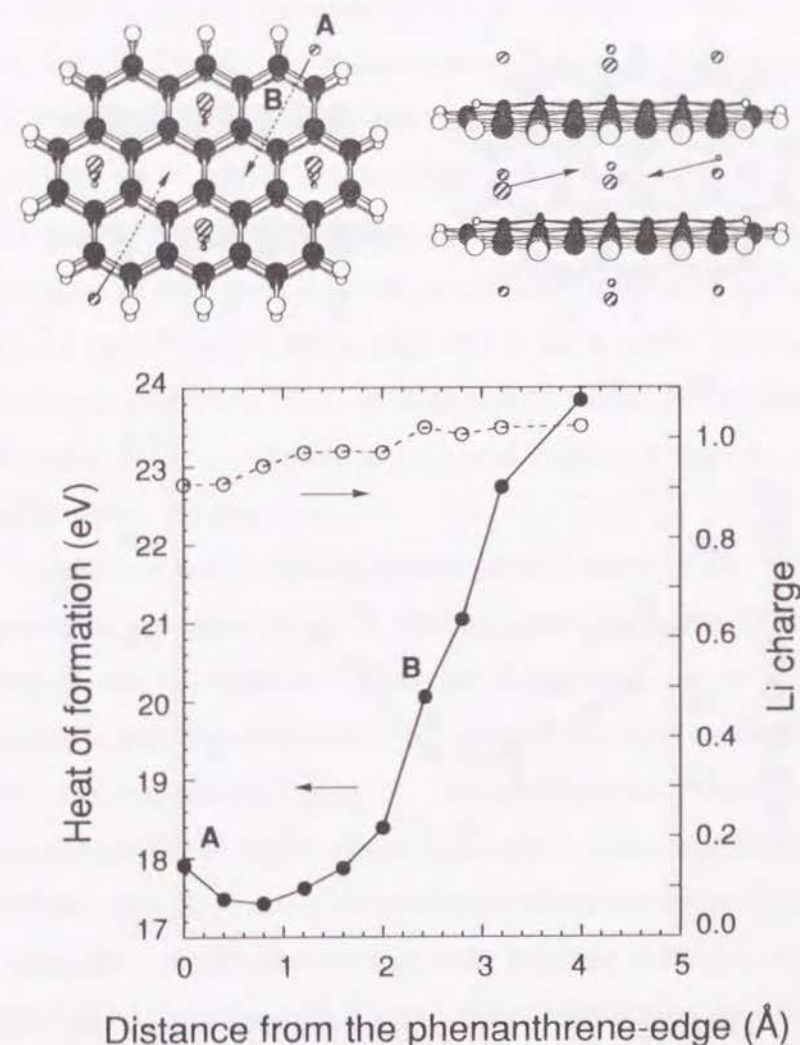 A
B
24
23
22
21
20
19
18
17
Heat of formation (eV)
A
B
1.0
0.8
0.6
0.4
0.2
0.0
Li charge
0 1 2 3 4 5
Distance from the phenanthrene-edge (Å)